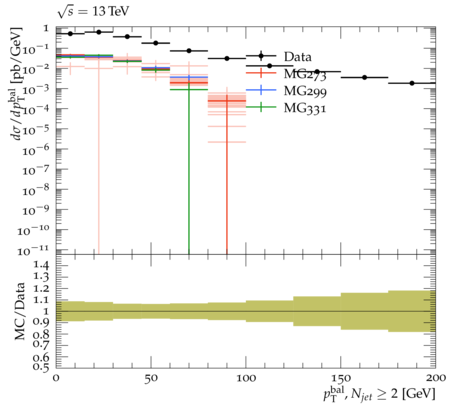 √s = 13 TeV
dσ/dp_T^bal [pb/GeV]
1
10⁻¹
10⁻²
10⁻³
10⁻⁴
10⁻⁵
10⁻⁶
10⁻⁷
10⁻⁸
10⁻⁹
10⁻¹⁰
10⁻¹¹
Data
MG273
MG299
MG331
MC/Data
1.4
1.3
1.2
1.1
1
0.9
0.8
0.7
0.6
0.5
0 50 100 150 200
p_T^bal, N_jet ≥ 2 [GeV]